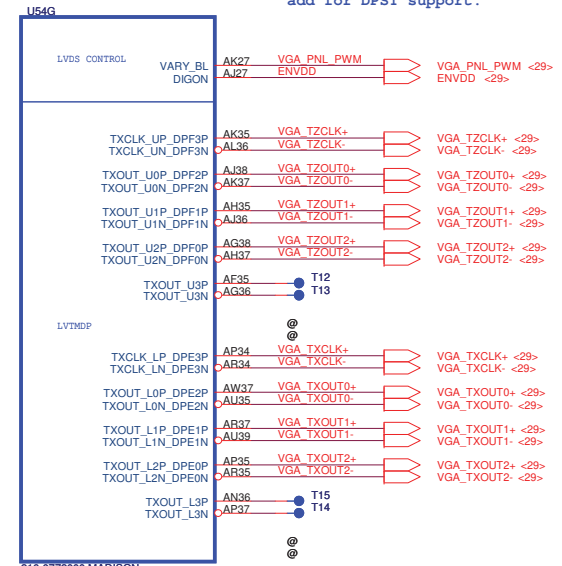 add for DPST support.
U54G
LVDS CONTROL
VARY_BL AK27 VGA_PNL_PWM VGA_PNL_PWM <29>
DIGON AJ27 ENVDD ENVDD <29>
TXCLK_UP_DPF3P AK35 VGA_TZCLK+ VGA_TZCLK+ <29>
TXCLK_UN_DPF3N AL36 VGA_TZCLK- VGA_TZCLK- <29>
TXOUT_U0P_DPF2P AJ38 VGA_TZOUT0+ VGA_TZOUT0+ <29>
TXOUT_U0N_DPF2N AK37 VGA_TZOUT0- VGA_TZOUT0- <29>
TXOUT_U1P_DPF1P AH35 VGA_TZOUT1+ VGA_TZOUT1+ <29>
TXOUT_U1N_DPF1N AJ36 VGA_TZOUT1- VGA_TZOUT1- <29>
TXOUT_U2P_DPF0P AG38 VGA_TZOUT2+ VGA_TZOUT2+ <29>
TXOUT_U2N_DPF0N AH37 VGA_TZOUT2- VGA_TZOUT2- <29>
TXOUT_U3P AF35 T12
TXOUT_U3N AG36 T13
LVTMDP
@
@
TXCLK_LP_DPE3P AP34 VGA_TXCLK+ VGA_TXCLK+ <29>
TXCLK_LN_DPE3N AR34 VGA_TXCLK- VGA_TXCLK- <29>
TXOUT_L0P_DPE2P AW37 VGA_TXOUT0+ VGA_TXOUT0+ <29>
TXOUT_L0N_DPE2N AU35 VGA_TXOUT0- VGA_TXOUT0- <29>
TXOUT_L1P_DPE1P AR37 VGA_TXOUT1+ VGA_TXOUT1+ <29>
TXOUT_L1N_DPE1N AU39 VGA_TXOUT1- VGA_TXOUT1- <29>
TXOUT_L2P_DPE0P AP35 VGA_TXOUT2+ VGA_TXOUT2+ <29>
TXOUT_L2N_DPE0N AR35 VGA_TXOUT2- VGA_TXOUT2- <29>
TXOUT_L3P AN36 T15
TXOUT_L3N AP37 T14
@
@